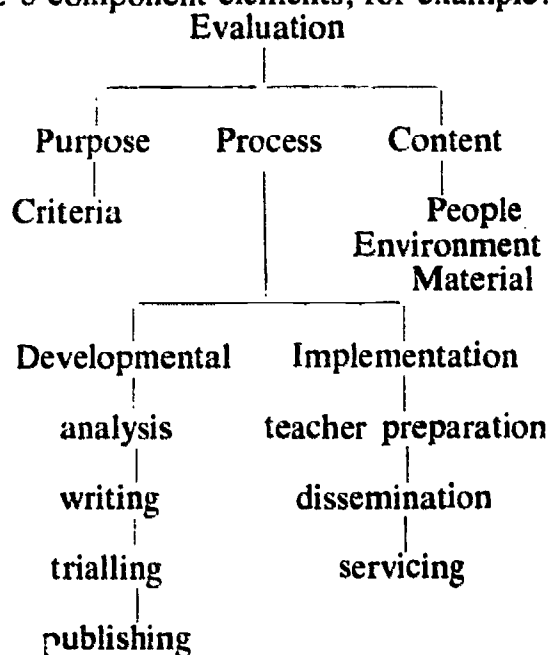 component elements, for example:
Evaluation
Purpose Process Content
Criteria People
Environment
Material
Developmental Implementation
analysis teacher preparation
writing dissemination
trialling servicing
publishing